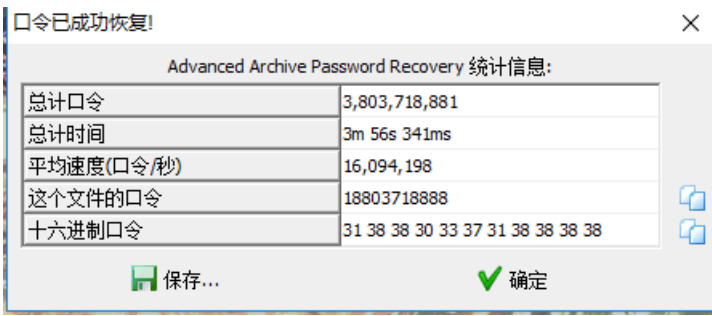 口令已成功恢复!
Advanced Archive Password Recovery 统计信息:
总计口令 3,803,718,881
总计时间 3m 56s 341ms
平均速度(口令/秒) 16,094,198
这个文件的口令 18803718888
十六进制口令 31 38 38 30 33 37 31 38 38 38 38
保存... 确定